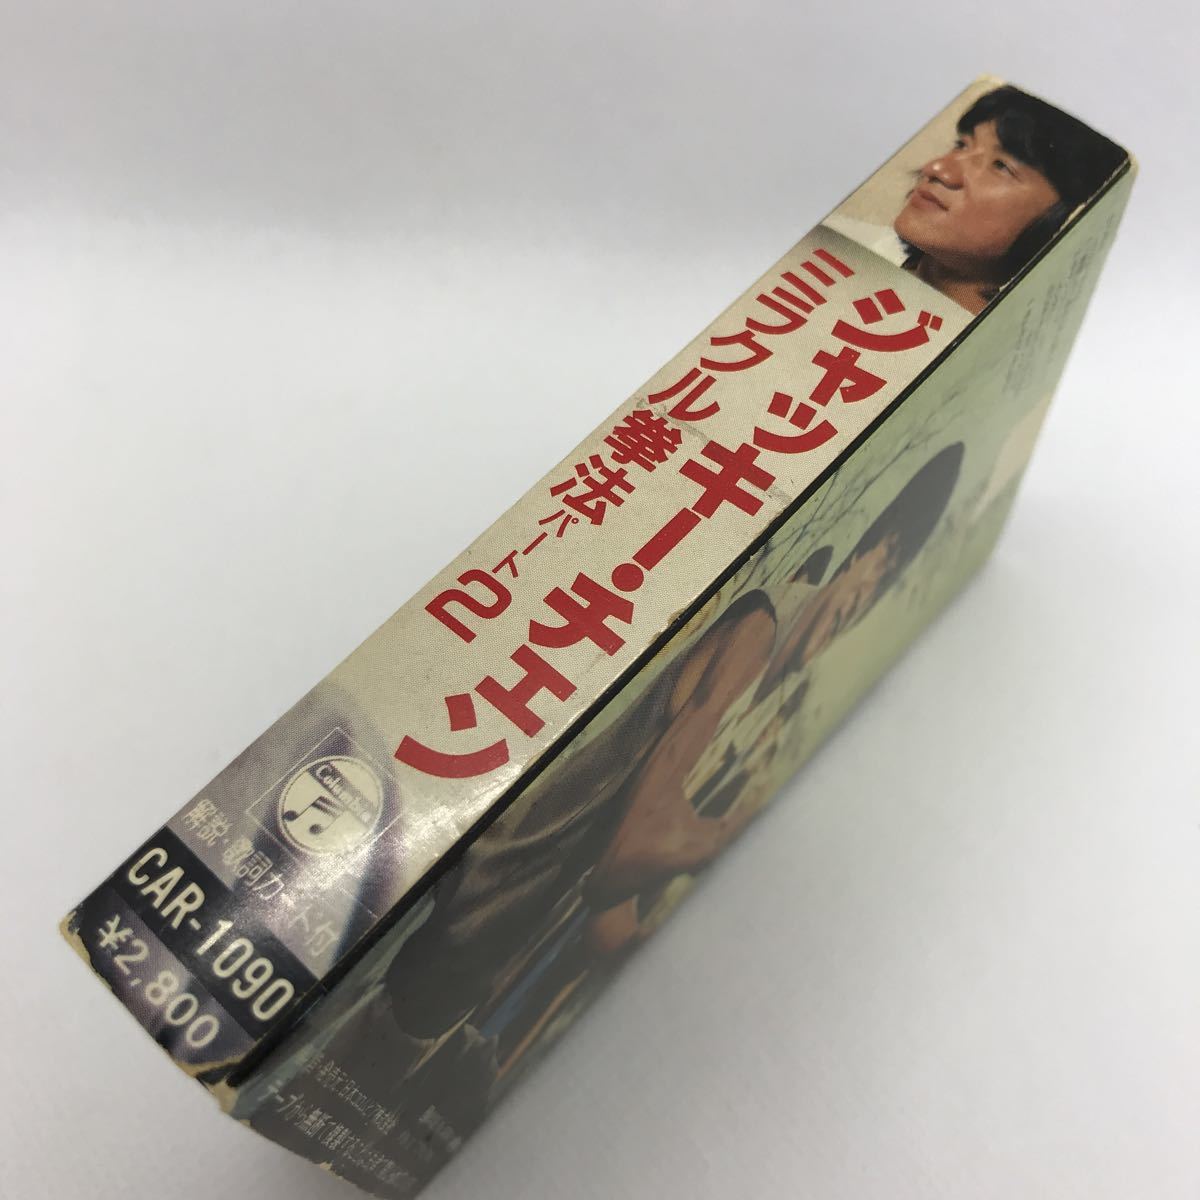 ジャッキー・チェン
ミラクル拳法パート2
Columbia
解説・歌詞カード付
CAR-1090
¥2,800